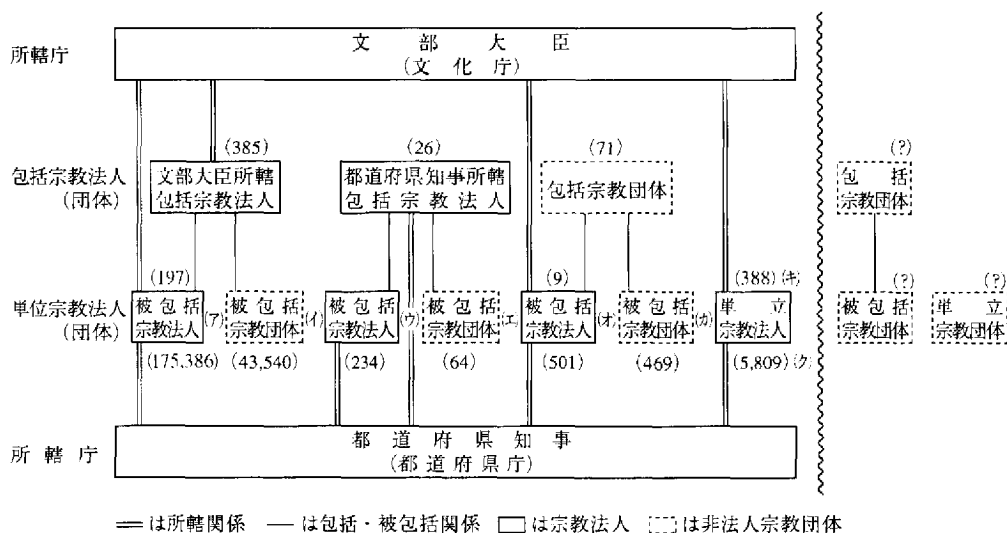 所轄庁
文部大臣
(文化庁)
(385)
(26)
(71)
(?)
包括宗教法人
(団体)
文部大臣所轄
包括宗教法人
都道府県知事所轄
包括宗教法人
包括宗教団体
包括
宗教団体
(197)
(9)
(388)(キ)
(?)
(?)
単位宗教法人
(団体)
被包括
宗教法人
(ア)
被包括
宗教団体
(イ)
被包括
宗教法人
(ウ)
被包括
宗教団体
(エ)
被包括
宗教法人
(オ)
被包括
宗教団体
(カ)
単立
宗教法人
被包括
宗教団体
単立
宗教団体
(175,386)
(43,540)
(234)
(64)
(501)
(469)
(5,809)(ク)
所轄庁
都道府県知事
(都道府県庁)
═は所轄関係 ―は包括・被包括関係 □は宗教法人 は非法人宗教団体